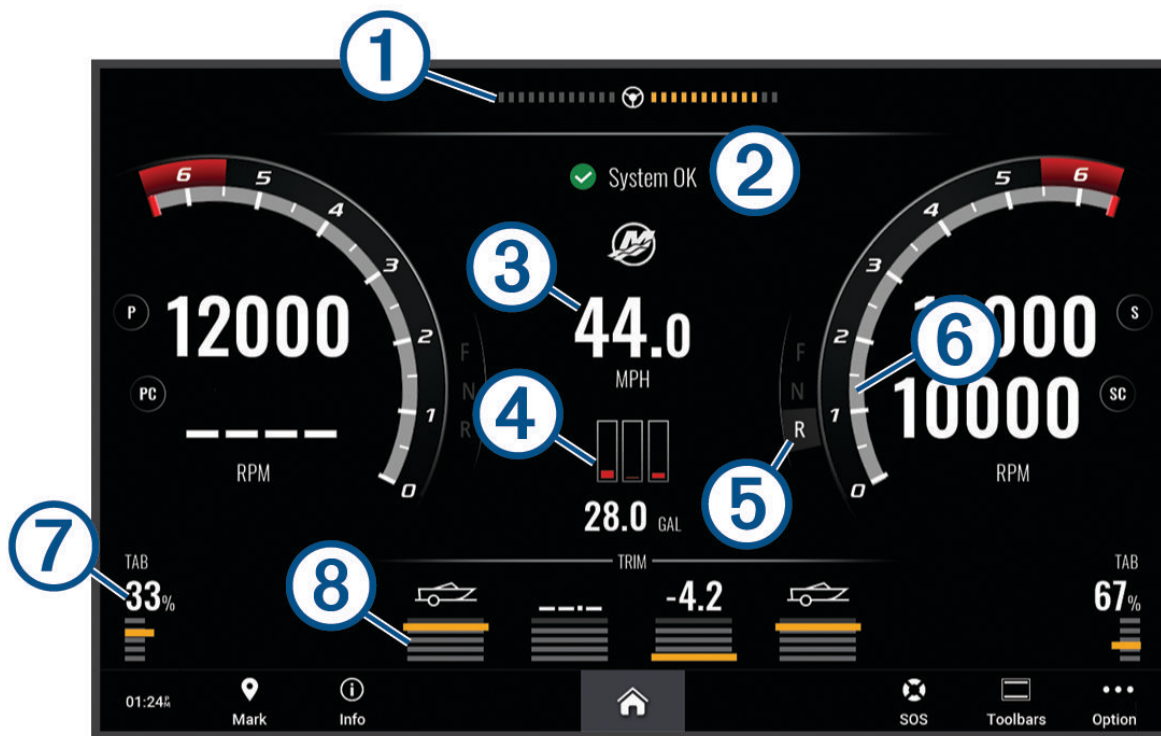 1
2
System OK
6 5 4 3 2 1 0
6 5 4 3 2 1 0
3
44.0
MPH
P
12000
PC
----
RPM
F
N
R
F
N
R
S
000
6
10000
SC
RPM
4
5
28.0 GAL
7
TAB
33%
8
TRIM
--.-
-4.2
TAB
67%
01:24 PM
Mark
Info
SOS
Toolbars
Option